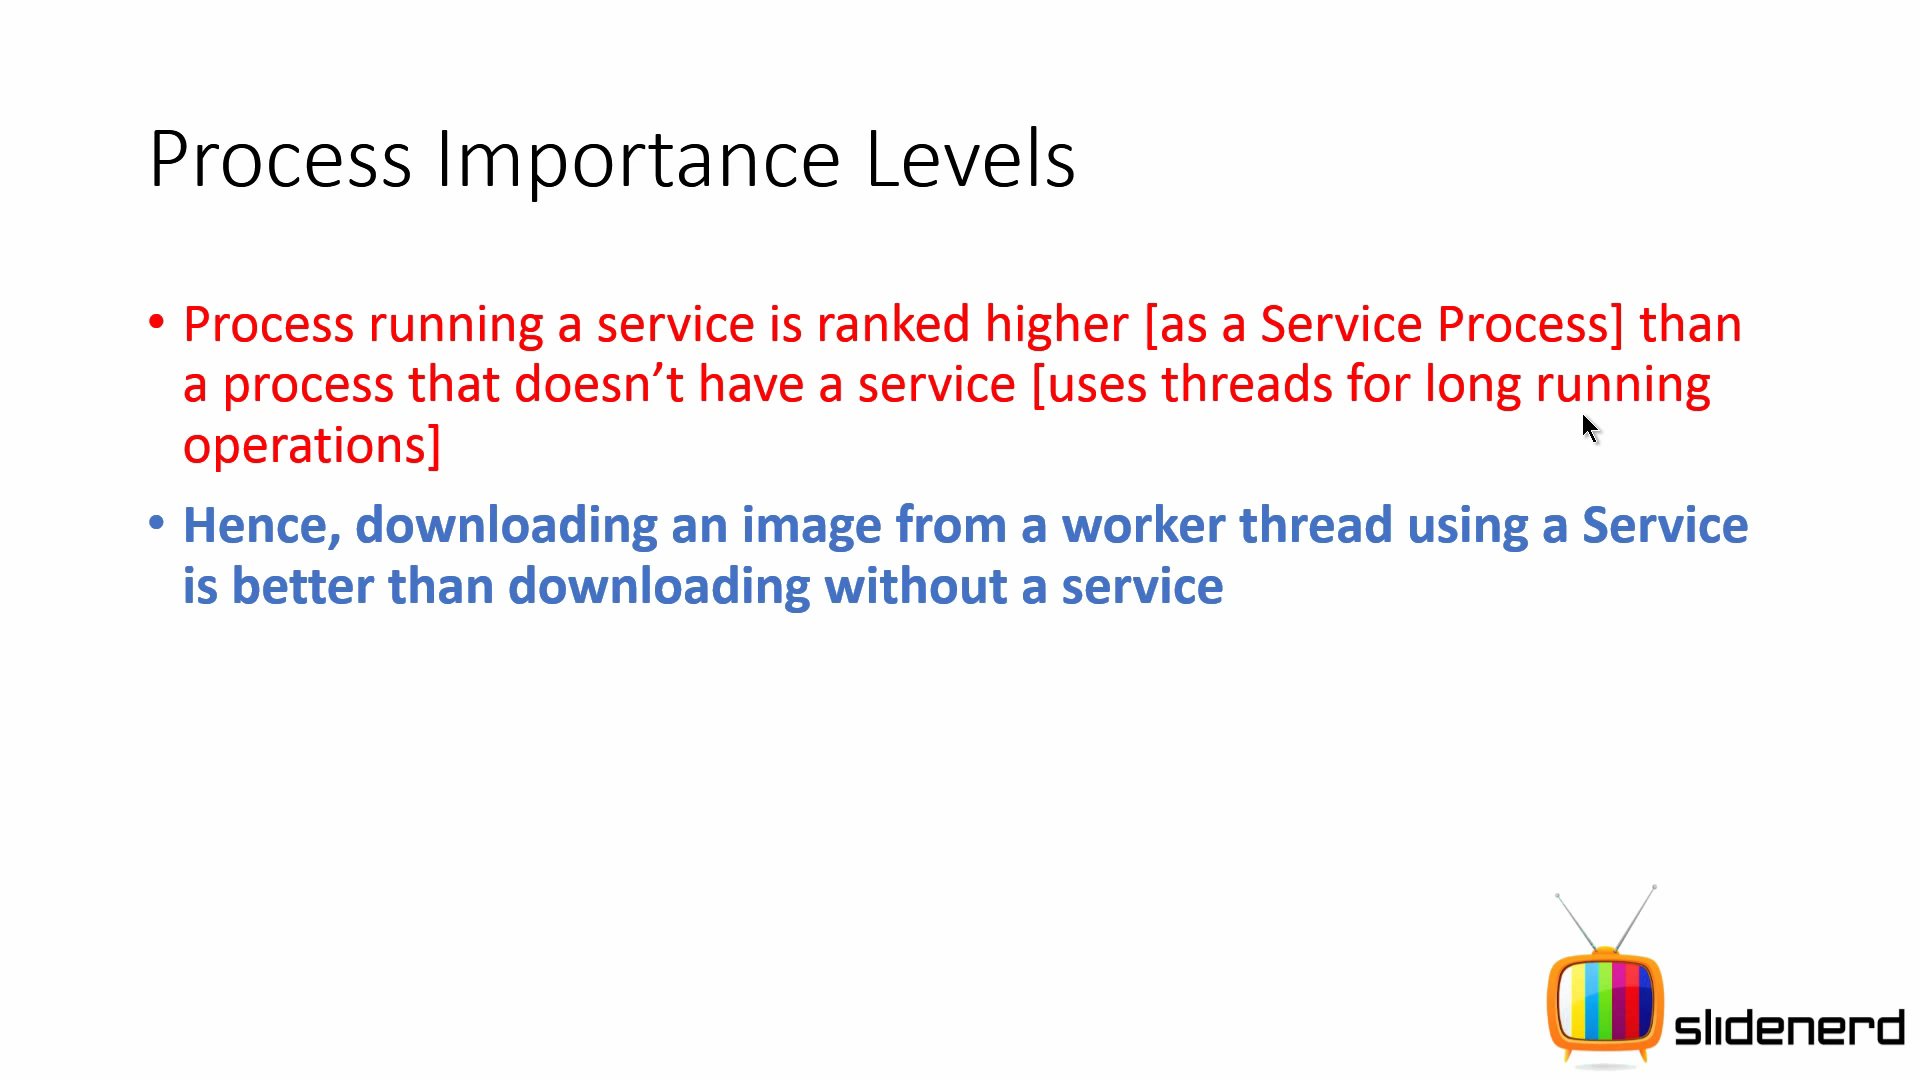 Process Importance Levels
• Process running a service is ranked higher [as a Service Process] than
a process that doesn’t have a service [uses threads for long running
operations]
• Hence, downloading an image from a worker thread using a Service
is better than downloading without a service
slidenerd